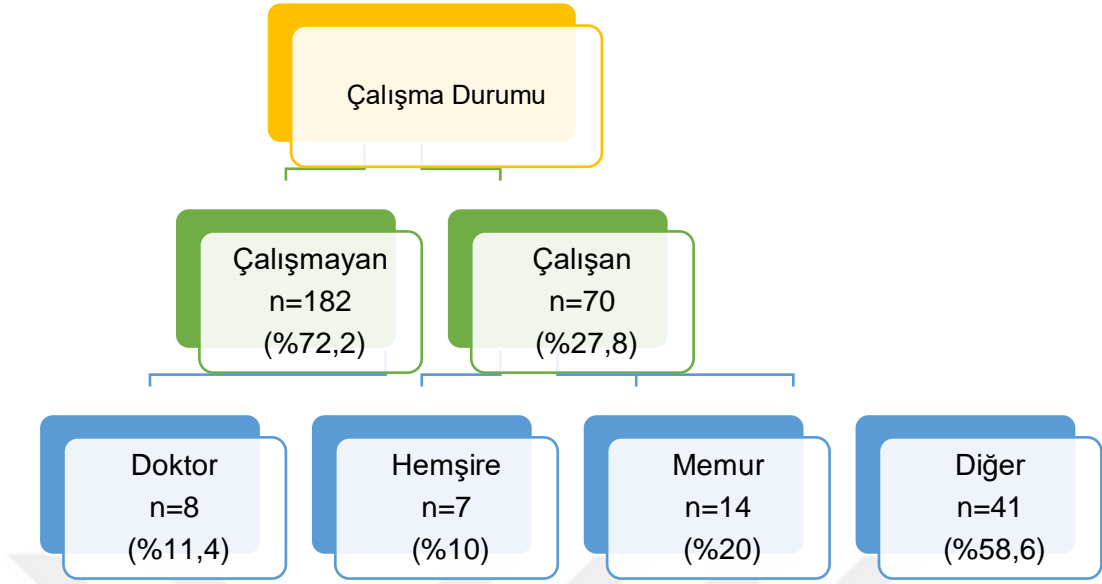 Çalışma Durumu
Çalışmayan
n=182
(%72,2)
Çalışan
n=70
(%27,8)
Doktor
n=8
(%11,4)
Hemşire
n=7
(%10)
Memur
n=14
(%20)
Diğer
n=41
(%58,6)